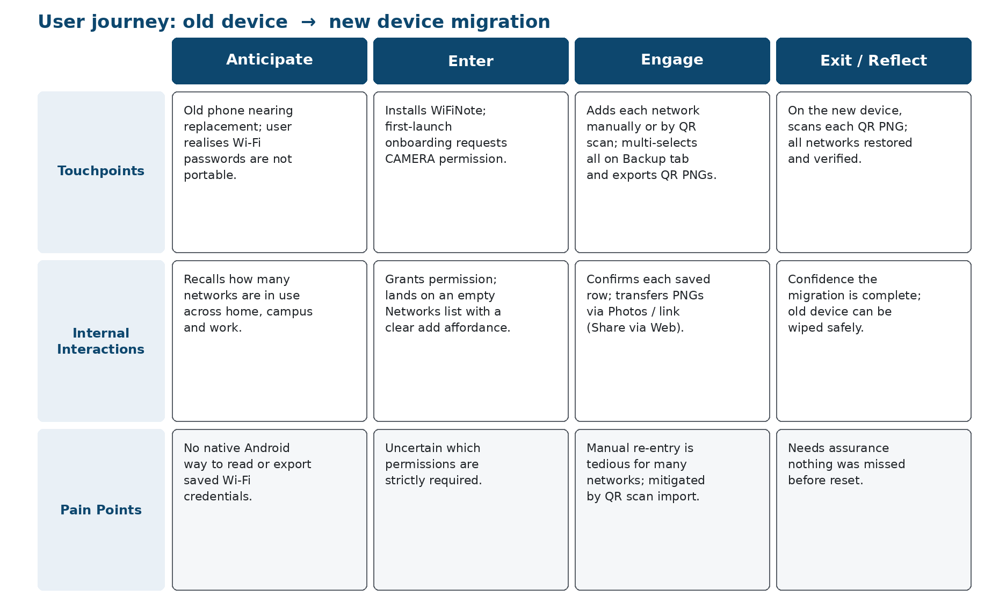 User journey: old device → new device migration
Anticipate
Enter
Engage
Exit / Reflect
Touchpoints
Old phone nearing
replacement; user
realises Wi-Fi
passwords are not
portable.
Installs WiFiNote;
first-launch
onboarding requests
CAMERA permission.
Adds each network
manually or by QR
scan; multi-selects
all on Backup tab
and exports QR PNGs.
On the new device,
scans each QR PNG;
all networks restored
and verified.
Internal
Interactions
Recalls how many
networks are in use
across home, campus
and work.
Grants permission;
lands on an empty
Networks list with a
clear add affordance.
Confirms each saved
row; transfers PNGs
via Photos / link
(Share via Web).
Confidence the
migration is complete;
old device can be
wiped safely.
Pain Points
No native Android
way to read or export
saved Wi-Fi
credentials.
Uncertain which
permissions are
strictly required.
Manual re-entry is
tedious for many
networks; mitigated
by QR scan import.
Needs assurance
nothing was missed
before reset.